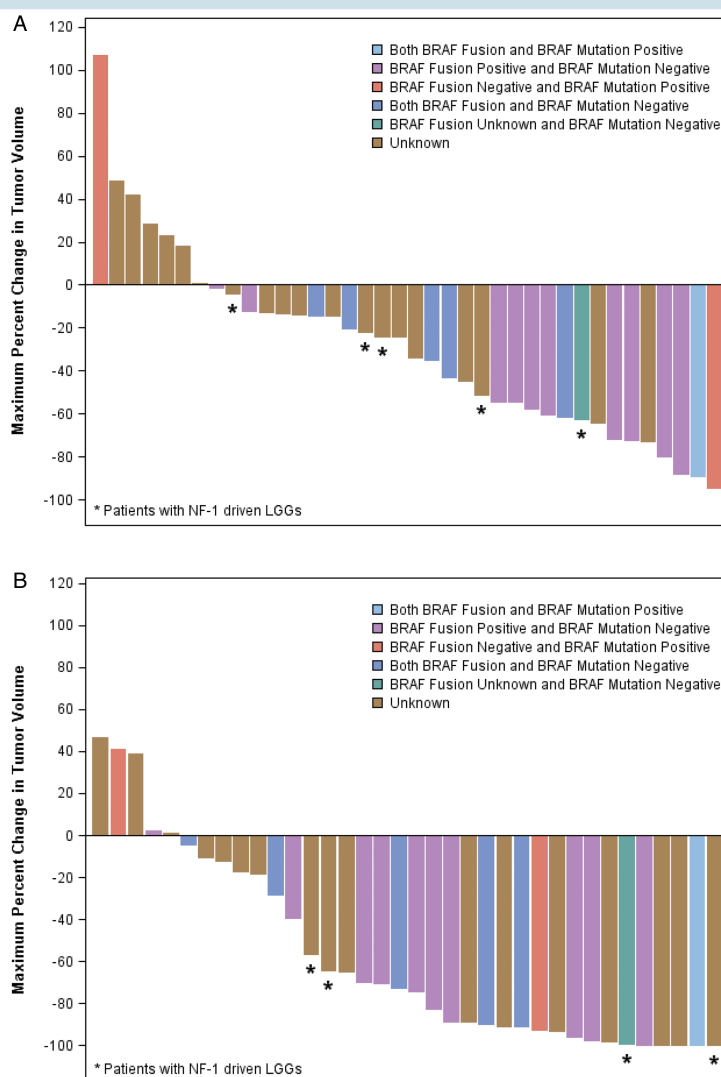 A
120
100
80
60
40
20
0
-20
-40
-60
-80
-100
Maximum Percent Change in Tumor Volume
Both BRAF Fusion and BRAF Mutation Positive
BRAF Fusion Positive and BRAF Mutation Negative
BRAF Fusion Negative and BRAF Mutation Positive
Both BRAF Fusion and BRAF Mutation Negative
BRAF Fusion Unknown and BRAF Mutation Negative
Unknown
*
* *
*
*
* Patients with NF-1 driven LGGs
B
120
100
80
60
40
20
0
-20
-40
-60
-80
-100
Maximum Percent Change in Tumor Volume
Both BRAF Fusion and BRAF Mutation Positive
BRAF Fusion Positive and BRAF Mutation Negative
BRAF Fusion Negative and BRAF Mutation Positive
Both BRAF Fusion and BRAF Mutation Negative
BRAF Fusion Unknown and BRAF Mutation Negative
Unknown
*
*
* *
* Patients with NF-1 driven LGGs